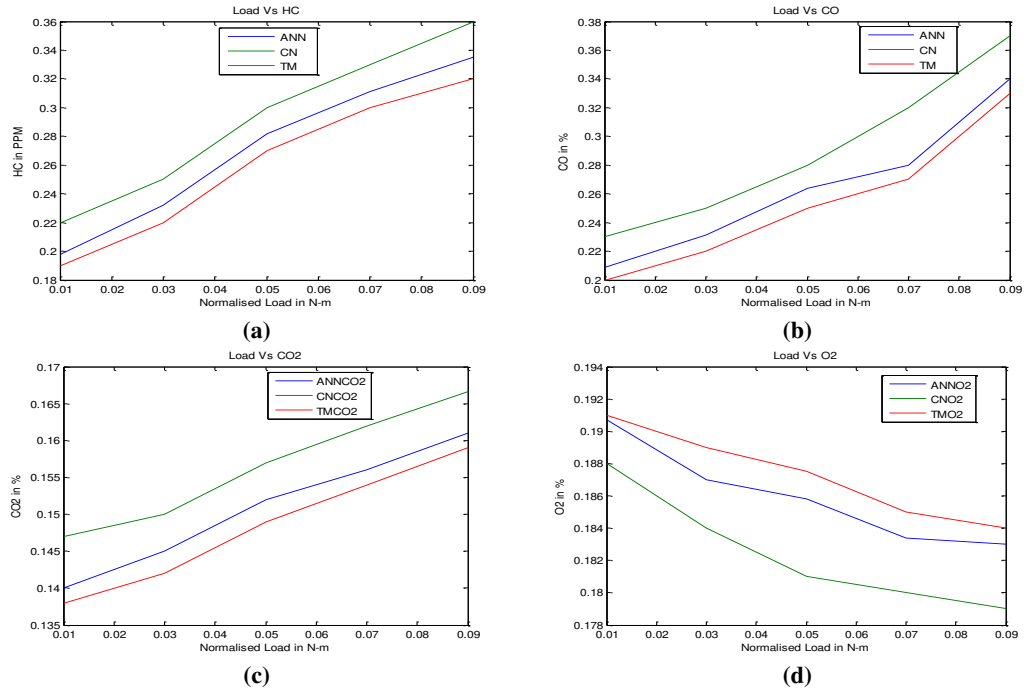 Load Vs HC
0.36
0.34
0.32
0.3
0.28
0.26
0.24
0.22
0.2
0.18
HC in PPM
ANN
CN
TM
0.01 0.02 0.03 0.04 0.05 0.06 0.07 0.08 0.09
Normalised Load in N-m
(a)
Load Vs CO
0.38
0.36
0.34
0.32
0.3
0.28
0.26
0.24
0.22
0.2
CO in %
ANN
CN
TM
0.01 0.02 0.03 0.04 0.05 0.06 0.07 0.08 0.09
Normalised Load in N-m
(b)
Load Vs CO2
0.17
0.165
0.16
0.155
0.15
0.145
0.14
0.135
CO2 in %
ANNCO2
CNCO2
TMCO2
0.01 0.02 0.03 0.04 0.05 0.06 0.07 0.08 0.09
Normalised Load in N-m
(c)
Load Vs O2
0.194
0.192
0.19
0.188
0.186
0.184
0.182
0.18
0.178
O2 in %
ANNO2
CNO2
TMO2
0.01 0.02 0.03 0.04 0.05 0.06 0.07 0.08 0.09
Normalised Load in N-m
(d)